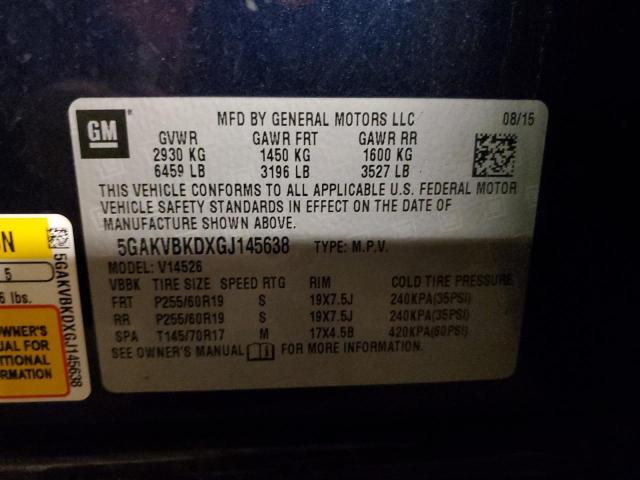 GM
MFD BY GENERAL MOTORS LLC 08/15
GVWR GAWR FRT GAWR RR
2930 KG 1450 KG 1600 KG
6459 LB 3196 LB 3527 LB
THIS VEHICLE CONFORMS TO ALL APPLICABLE U.S. FEDERAL MOTOR
VEHICLE SAFETY STANDARDS IN EFFECT ON THE DATE OF
MANUFACTURE SHOWN ABOVE.
5GAKVBKDXGJ145638 TYPE: M.P.V.
MODEL: V14526
VBBK TIRE SIZE SPEED RTG RIM COLD TIRE PRESSURE
FRT P255/60R19 S 19X7.5J 240KPA(35PSI)
RR P255/60R19 S 19X7.5J 240KPA(35PSI)
SPA T145/70R17 M 17X4.5B 420KPA(60PSI)
SEE OWNER'S MANUAL FOR MORE INFORMATION.
5
lbs.
OWNER'S
UAL FOR
ITIONAL
RMATION
5GAKVBKDXGJ145638